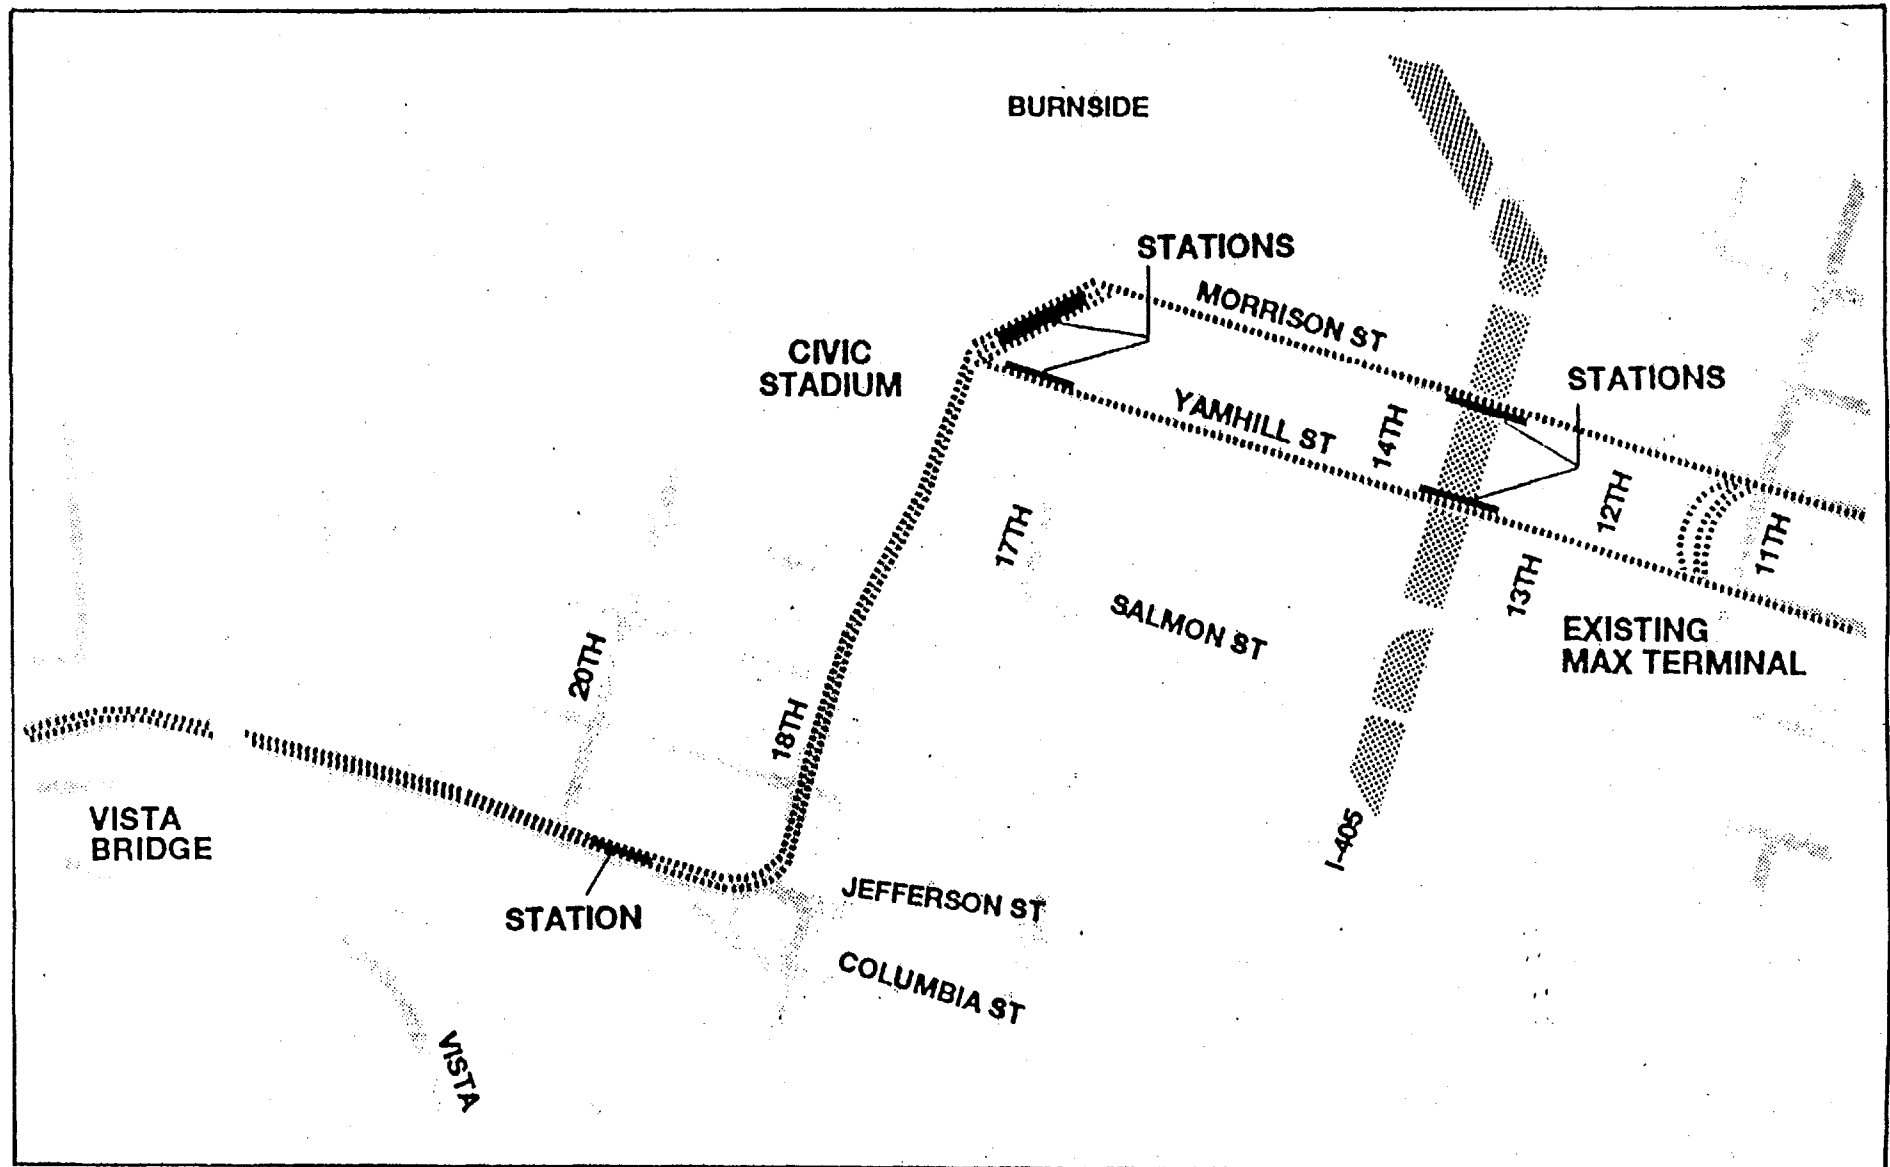 BURNSIDE
STATIONS
MORRISON ST
CIVIC
STADIUM
STATIONS
YAMHILL ST
14TH
12TH
17TH
11TH
13TH
SALMON ST
EXISTING
MAX TERMINAL
20TH
18TH
VISTA
BRIDGE
I-405
STATION
JEFFERSON ST
COLUMBIA ST
VISTA